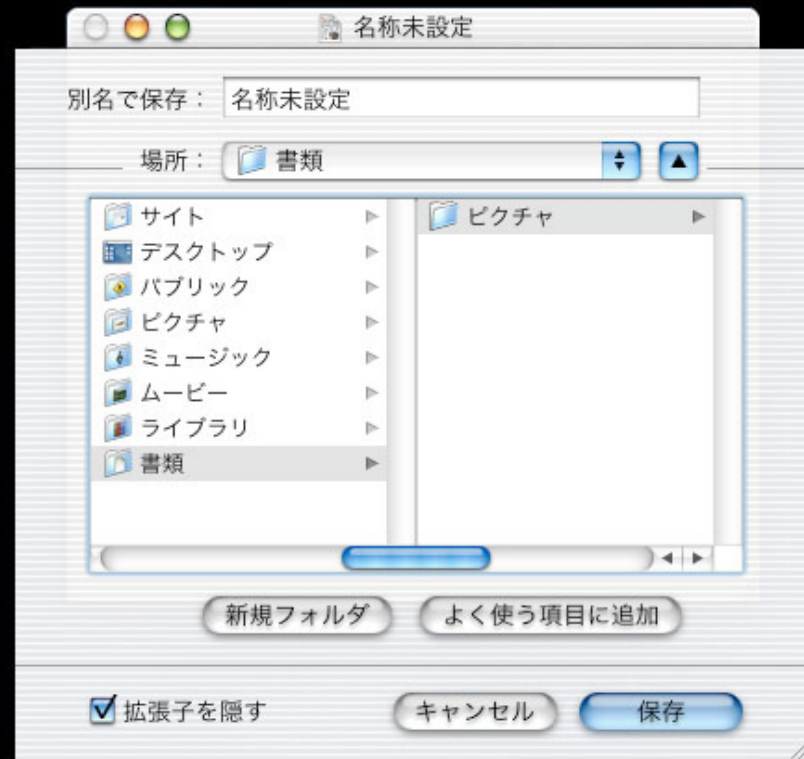 名称未設定
別名で保存：
名称未設定
場所：
書類
サイト
デスクトップ
パブリック
ピクチャ
ミュージック
ムービー
ライブラリ
書類
ピクチャ
新規フォルダ
よく使う項目に追加
拡張子を隠す
キャンセル
保存